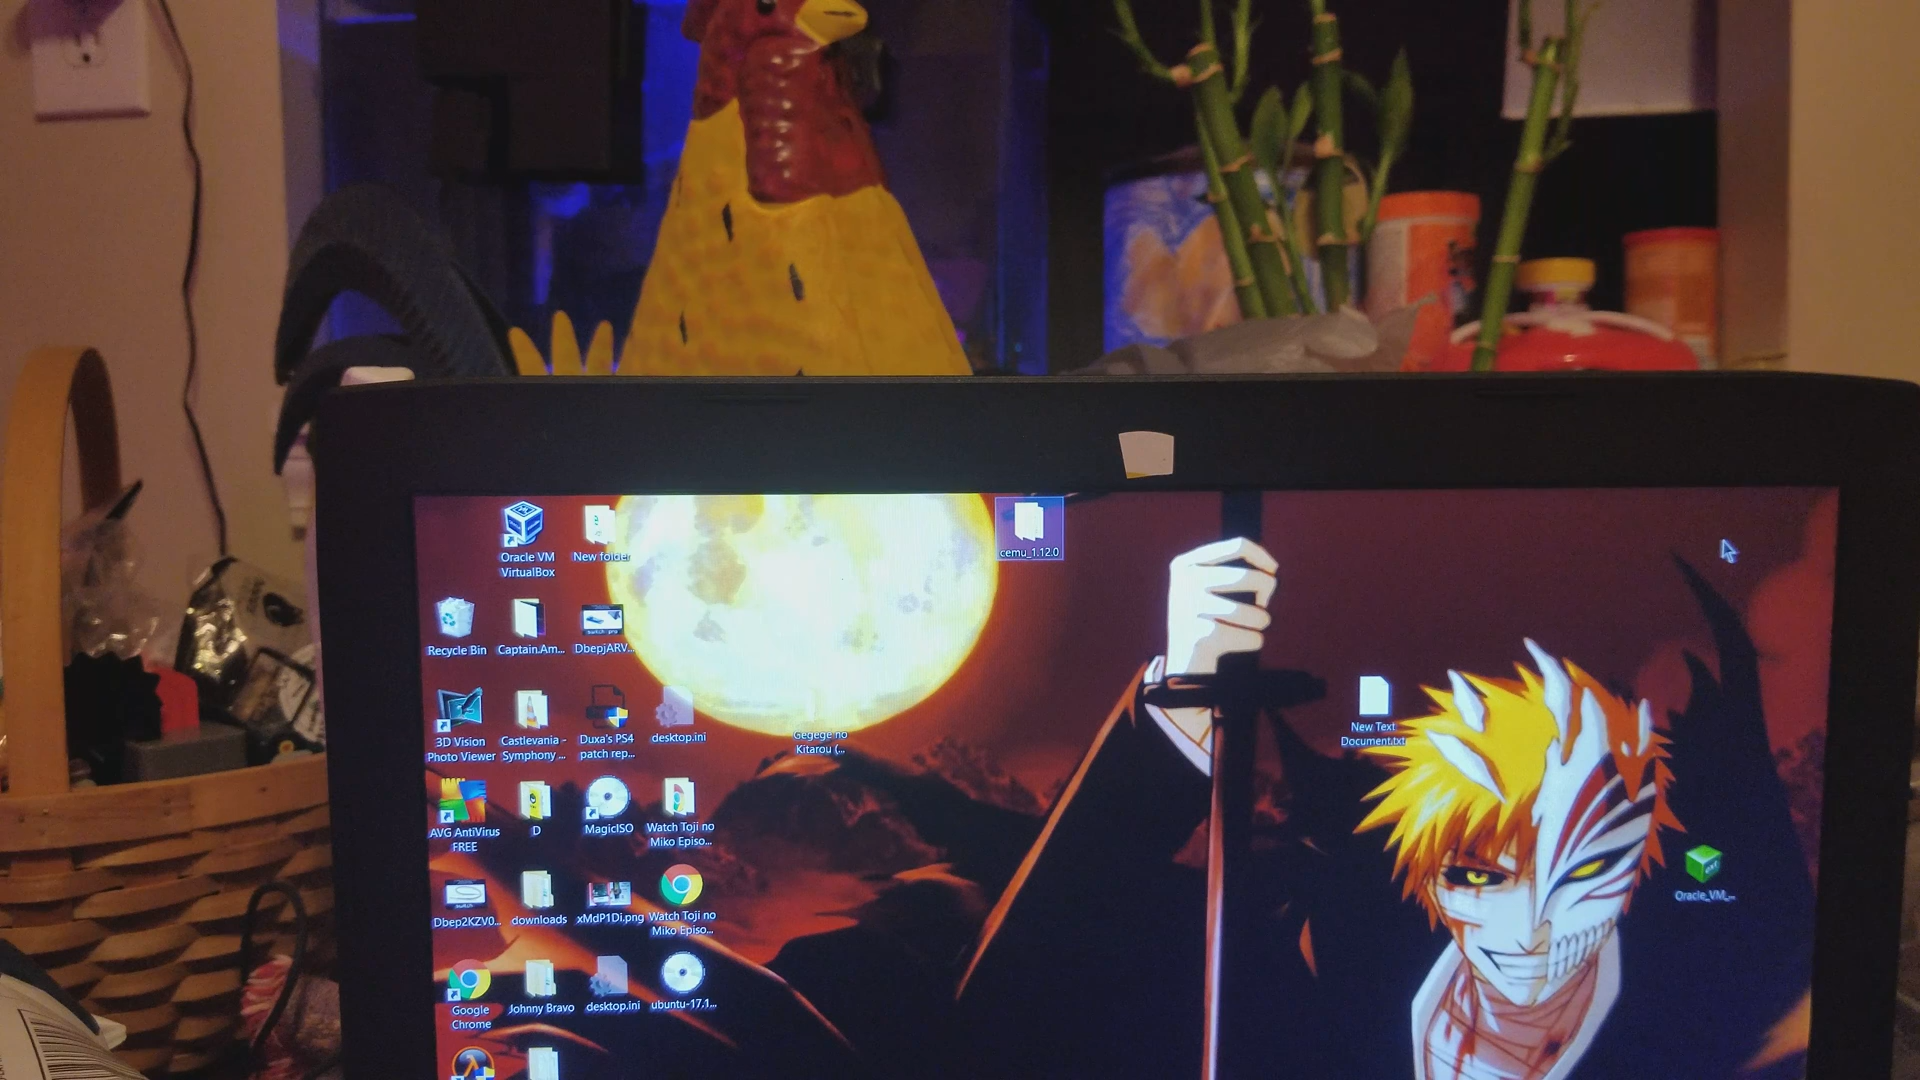 Oracle VM
VirtualBox
New folder
cemu_1.12.0
Recycle Bin
Captain.Am...
DbepjARV...
3D Vision
Photo Viewer
Castlevania -
Symphony ...
Duxa's PS4
patch rep...
desktop.ini
Gegege no
Kitarou (...
New Text
Document.txt
AVG AntiVirus
FREE
D
MagicISO
Watch Toji no
Miko Episo...
Dbep2KZV0...
downloads
xMdP1Di.png
Watch Toji no
Miko Episo...
Oracle_VM_...
Google
Chrome
Johnny Bravo
desktop.ini
ubuntu-17.1...